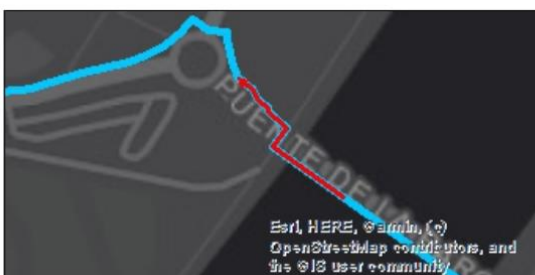 PUENTE DE LA
Esri, HERE, Garmin, (c)
OpenStreetMap contributors, and
the GIS user community